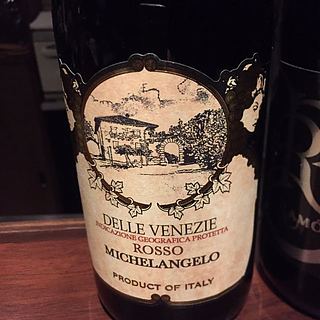 DELLE VENEZIE
INDICAZIONE GEOGRAFICA PROTETTA
ROSSO
MICHELANGELO
PRODUCT OF ITALY